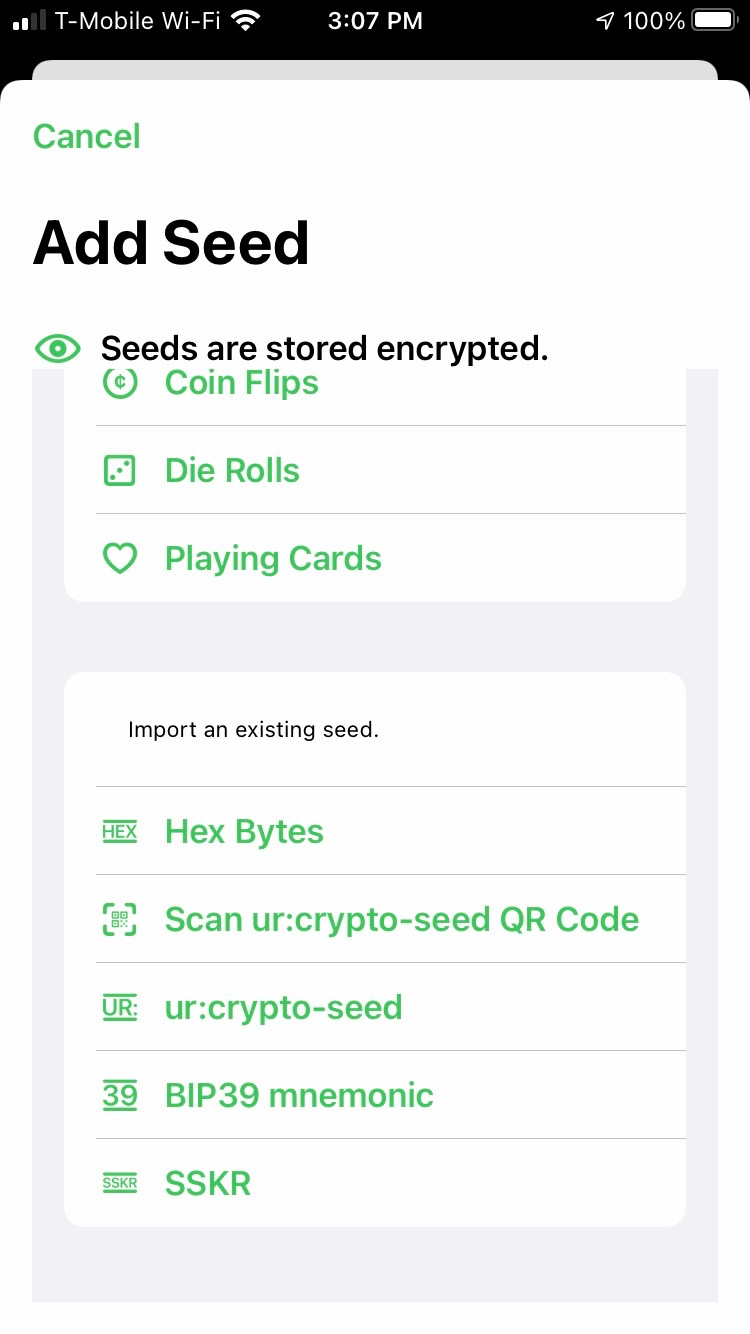 T-Mobile Wi-Fi 3:07 PM 100%
Cancel
Add Seed
Seeds are stored encrypted.
¢ Coin Flips
Die Rolls
Playing Cards
Import an existing seed.
HEX Hex Bytes
Scan ur:crypto-seed QR Code
UR: ur:crypto-seed
39 BIP39 mnemonic
SSKR SSKR